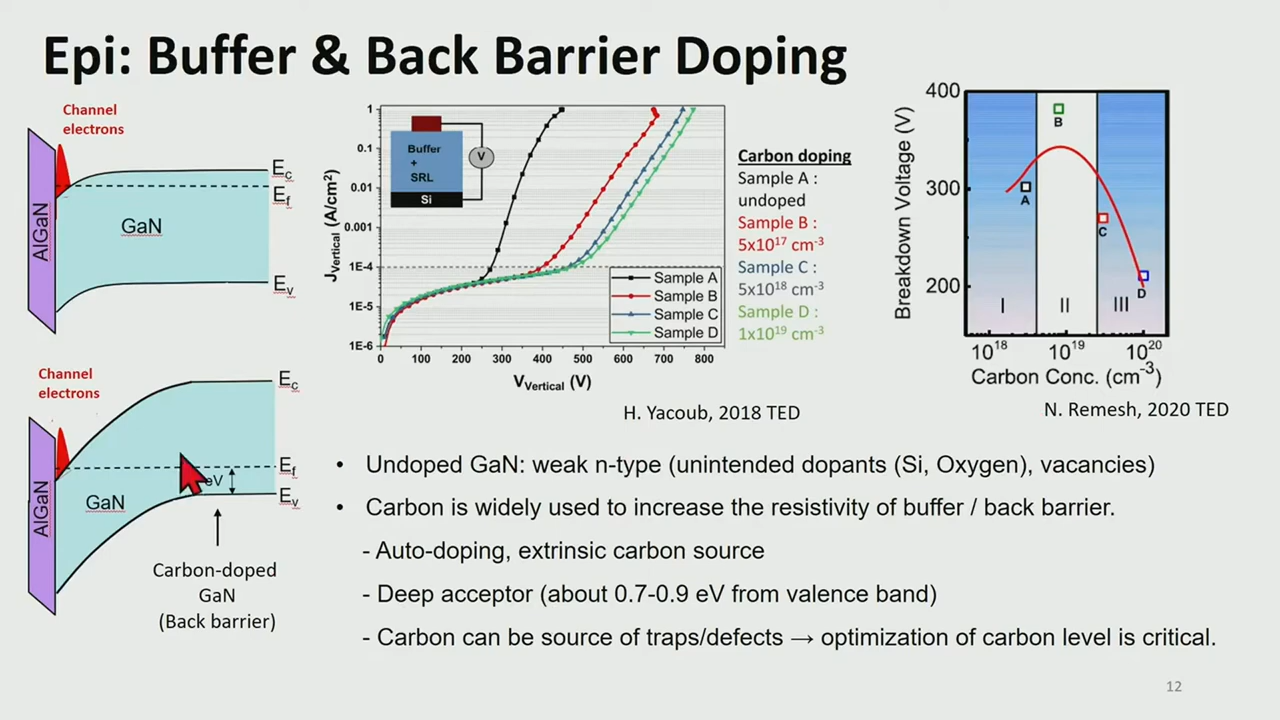 Epi: Buffer & Back Barrier Doping
Channel
electrons
AlGaN
GaN
Ec
Ef
Ev
Channel
electrons
AlGaN
GaN
Ec
Ef
eV
Ev
Carbon-doped
GaN
(Back barrier)
JVertical (A/cm²)
1
0.1
0.01
0.001
1E-4
1E-5
1E-6
Buffer
+
SRL
Si
V
Sample A
Sample B
Sample C
Sample D
0 100 200 300 400 500 600 700 800
VVertical (V)
H. Yacoub, 2018 TED
Carbon doping
Sample A :
undoped
Sample B :
5x10¹⁷ cm⁻³
Sample C :
5x10¹⁸ cm⁻³
Sample D :
1x10¹⁹ cm⁻³
Breakdown Voltage (V)
400
300
200
A
B
C
D
I II III
10¹⁸ 10¹⁹ 10²⁰
Carbon Conc. (cm⁻³)
N. Remesh, 2020 TED
• Undoped GaN: weak n-type (unintended dopants (Si, Oxygen), vacancies)
• Carbon is widely used to increase the resistivity of buffer / back barrier.
- Auto-doping, extrinsic carbon source
- Deep acceptor (about 0.7-0.9 eV from valence band)
- Carbon can be source of traps/defects → optimization of carbon level is critical.
12